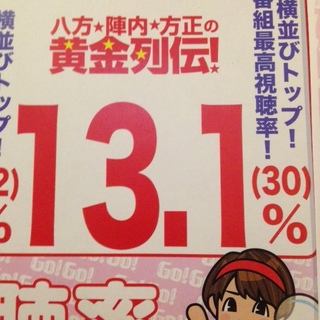 八方★陣内・方正の
黄金列伝!
横並びトップ!
番組最高視聴率!
横並びトップ!
13.1
(30)
%
2)
%
GO!GO!
GO!GO!
率